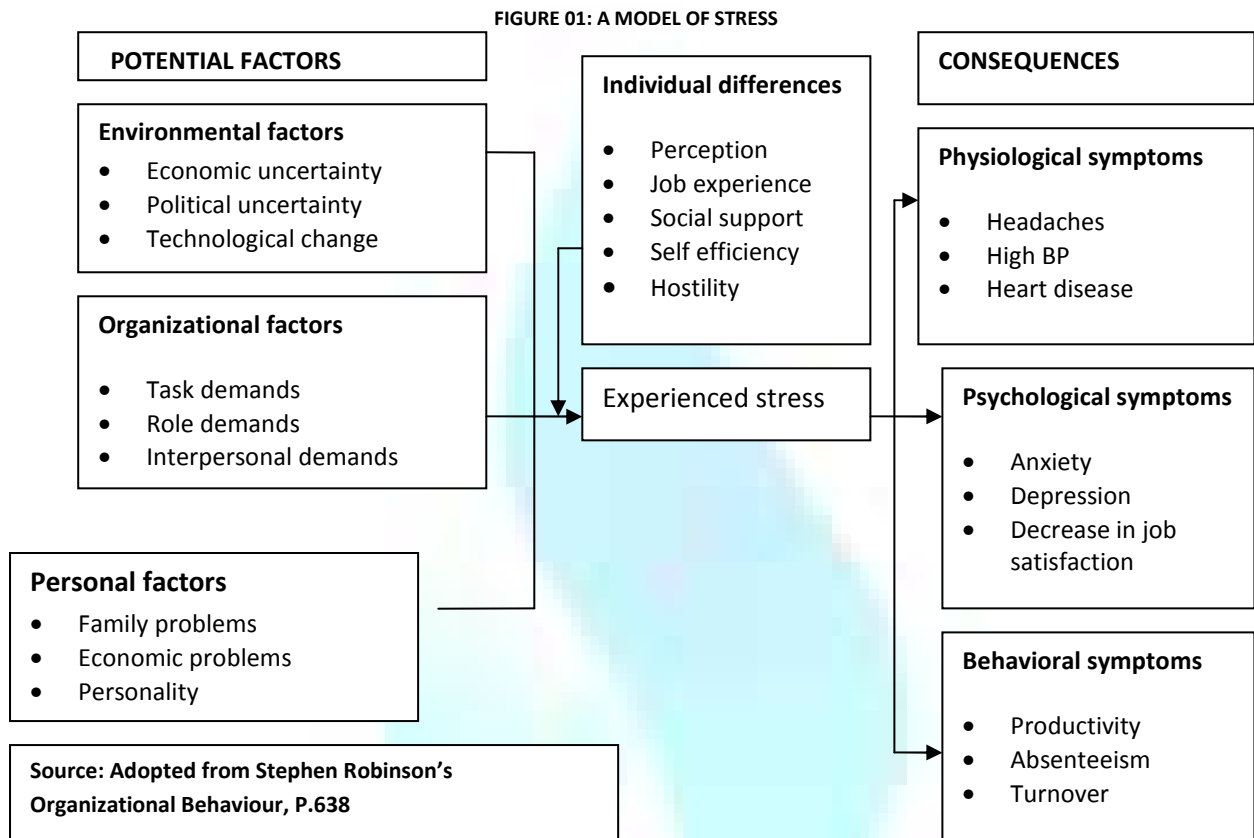 FIGURE 01: A MODEL OF STRESS
POTENTIAL FACTORS
Environmental factors
• Economic uncertainty
• Political uncertainty
• Technological change
Organizational factors
• Task demands
• Role demands
• Interpersonal demands
Personal factors
• Family problems
• Economic problems
• Personality
Source: Adopted from Stephen Robinson’s
Organizational Behaviour, P.638
Individual differences
• Perception
• Job experience
• Social support
• Self efficiency
• Hostility
Experienced stress
CONSEQUENCES
Physiological symptoms
• Headaches
• High BP
• Heart disease
Psychological symptoms
• Anxiety
• Depression
• Decrease in job
satisfaction
Behavioral symptoms
• Productivity
• Absenteeism
• Turnover